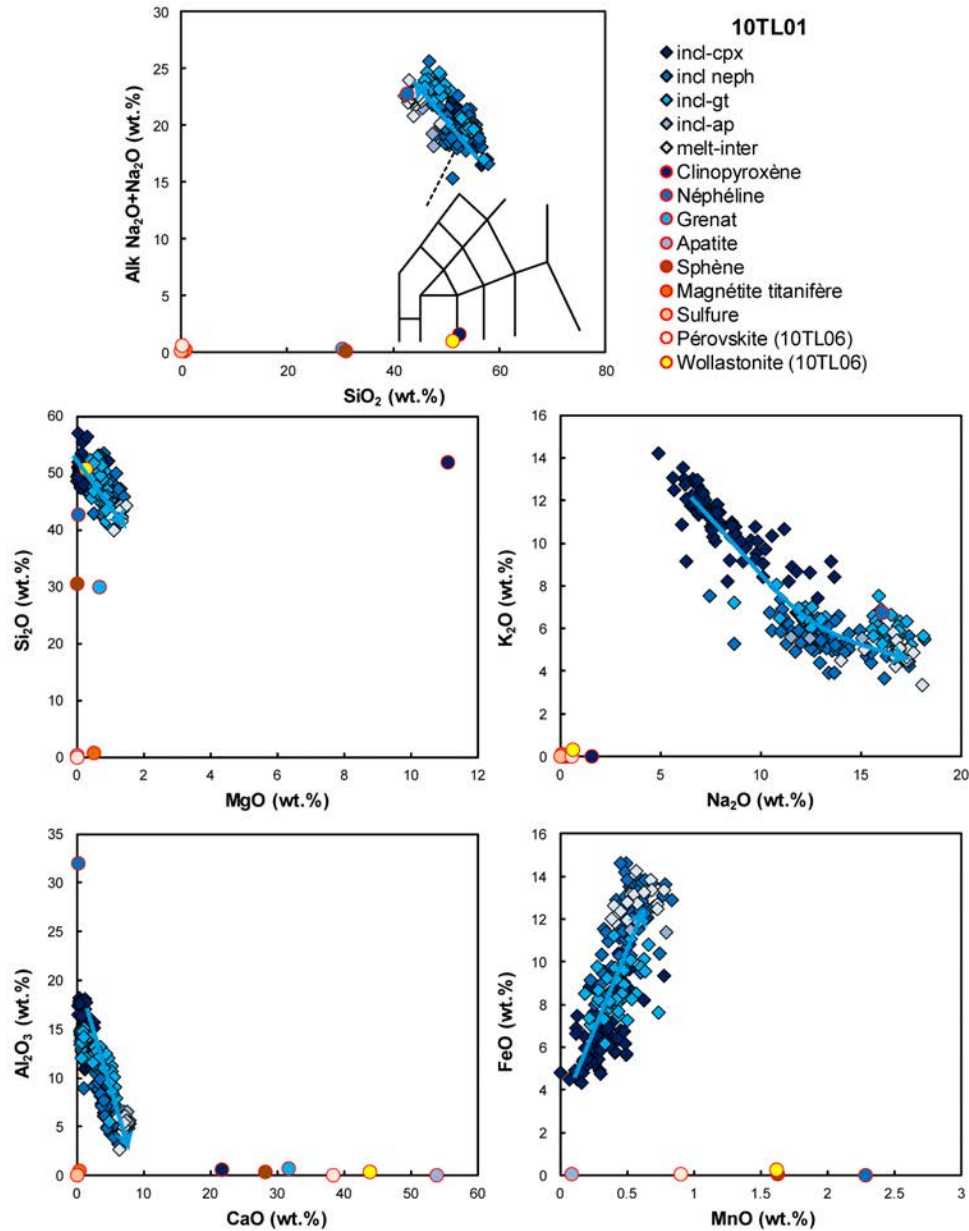 10TL01
incl-cpx
incl neph
incl-gt
incl-ap
melt-inter
Clinopyroxène
Néphéline
Grenat
Apatite
Sphène
Magnétite titanifère
Sulfure
Pérovskite (10TL06)
Wollastonite (10TL06)
Alk Na₂O+Na₂O (wt.%)
30
25
20
15
10
5
0
0 20 40 60 80
SiO₂ (wt.%)
Si₂O (wt.%)
60
50
40
30
20
10
0
0 2 4 6 8 10 12
MgO (wt.%)
K₂O (wt.%)
16
14
12
10
8
6
4
2
0
0 5 10 15 20
Na₂O (wt.%)
Al₂O₃ (wt.%)
35
30
25
20
15
10
5
0
0 10 20 30 40 50 60
CaO (wt.%)
FeO (wt.%)
16
14
12
10
8
6
4
2
0
0 0.5 1 1.5 2 2.5 3
MnO (wt.%)